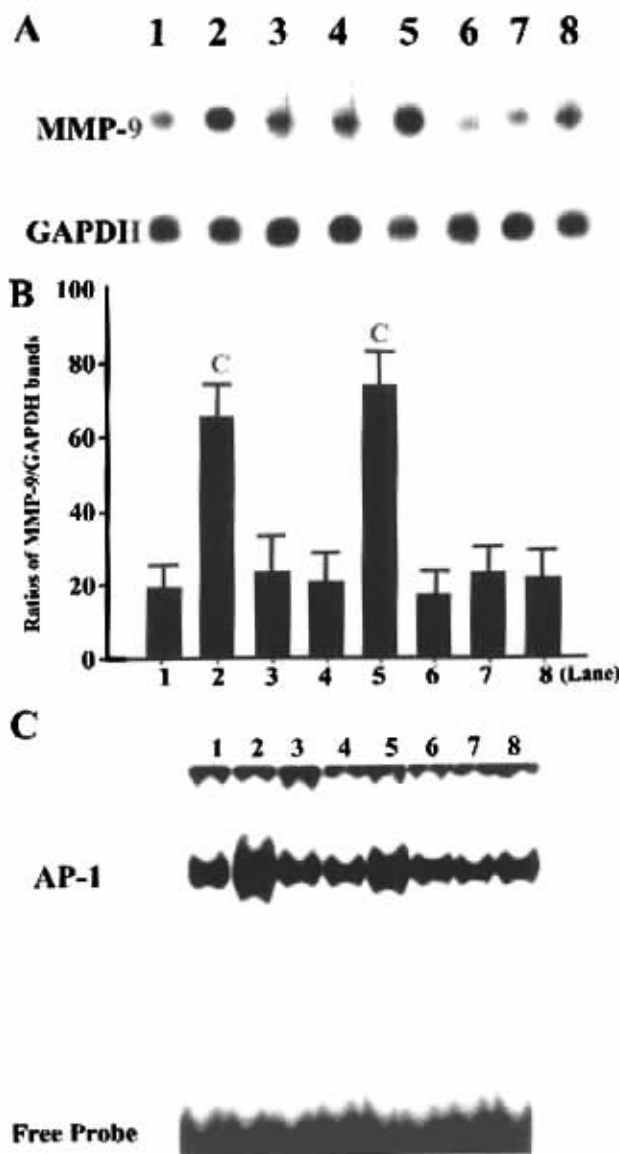 A
1 2 3 4 5 6 7 8
MMP-9
GAPDH
B
Ratios of MMP-9/GAPDH bands
100
80
60
40
20
0
C
C
1 2 3 4 5 6 7 8 (Lane)
C
1 2 3 4 5 6 7 8
AP-1
Free Probe